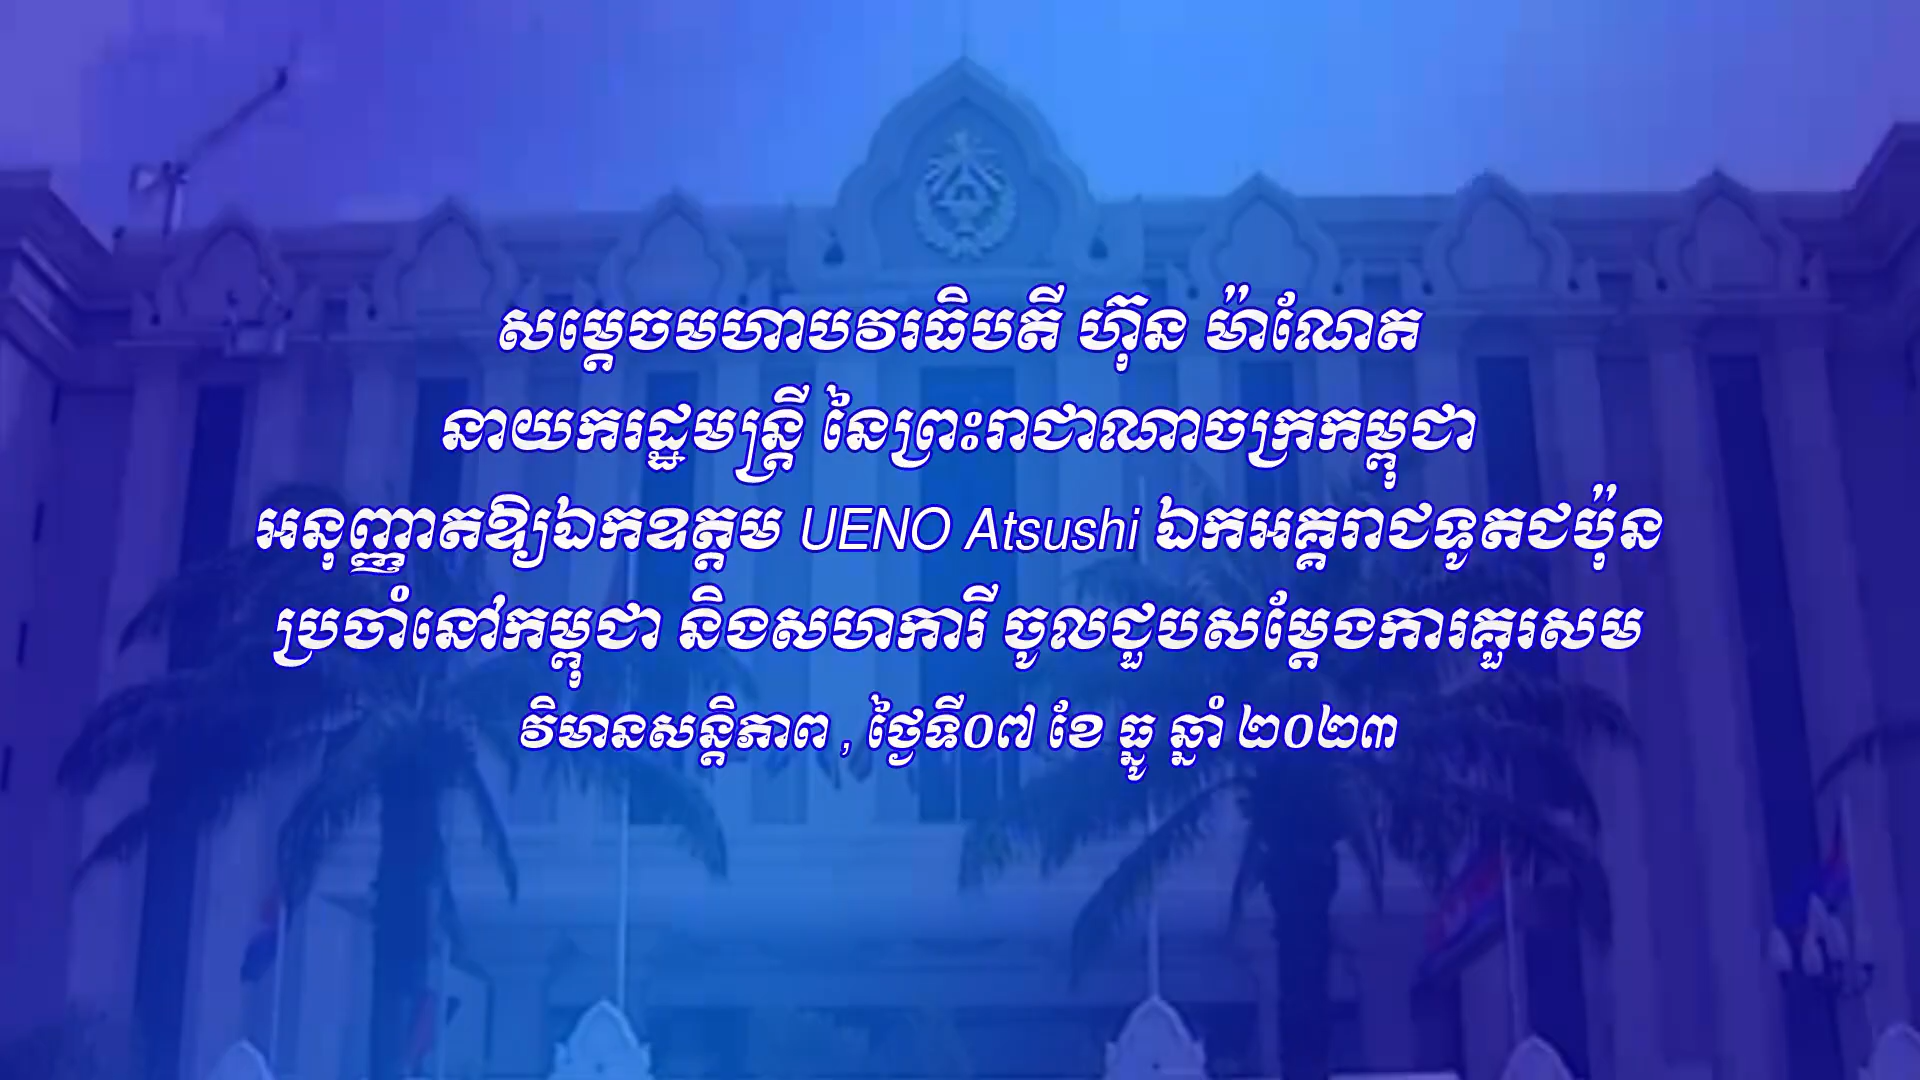 សម្តេចមហាបវរធិបតី ហ៊ុន ម៉ាណែត
នាយករដ្ឋមន្ត្រី នៃព្រះរាជាណាចក្រកម្ពុជា
អនុញ្ញាតឱ្យឯកឧត្តម UENO Atsushi ឯកអគ្គរាជទូតជប៉ុន
ប្រចាំនៅកម្ពុជា និងសហការី ចូលជួបសម្តែងការគួរសម
វិមានសន្តិភាព , ថ្ងៃទី០៧ ខែ ធ្នូ ឆ្នាំ ២០២៣